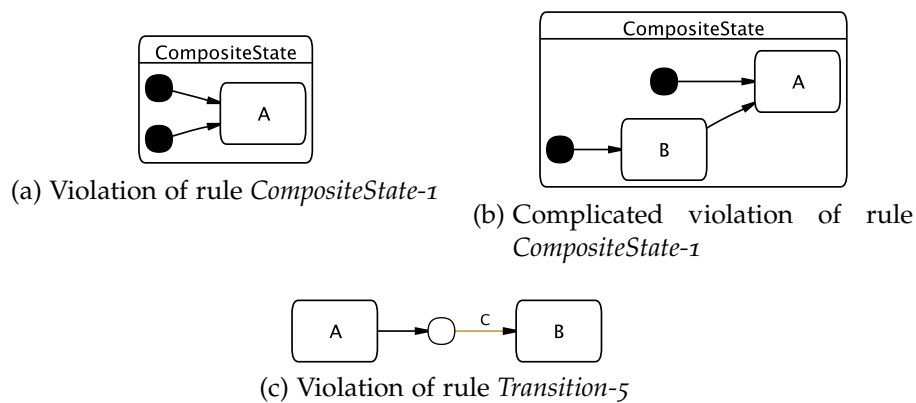 CompositeState
A
(a) Violation of rule CompositeState-1
CompositeState
A
B
(b) Complicated violation of rule
CompositeState-1
A
C
B
(c) Violation of rule Transition-5